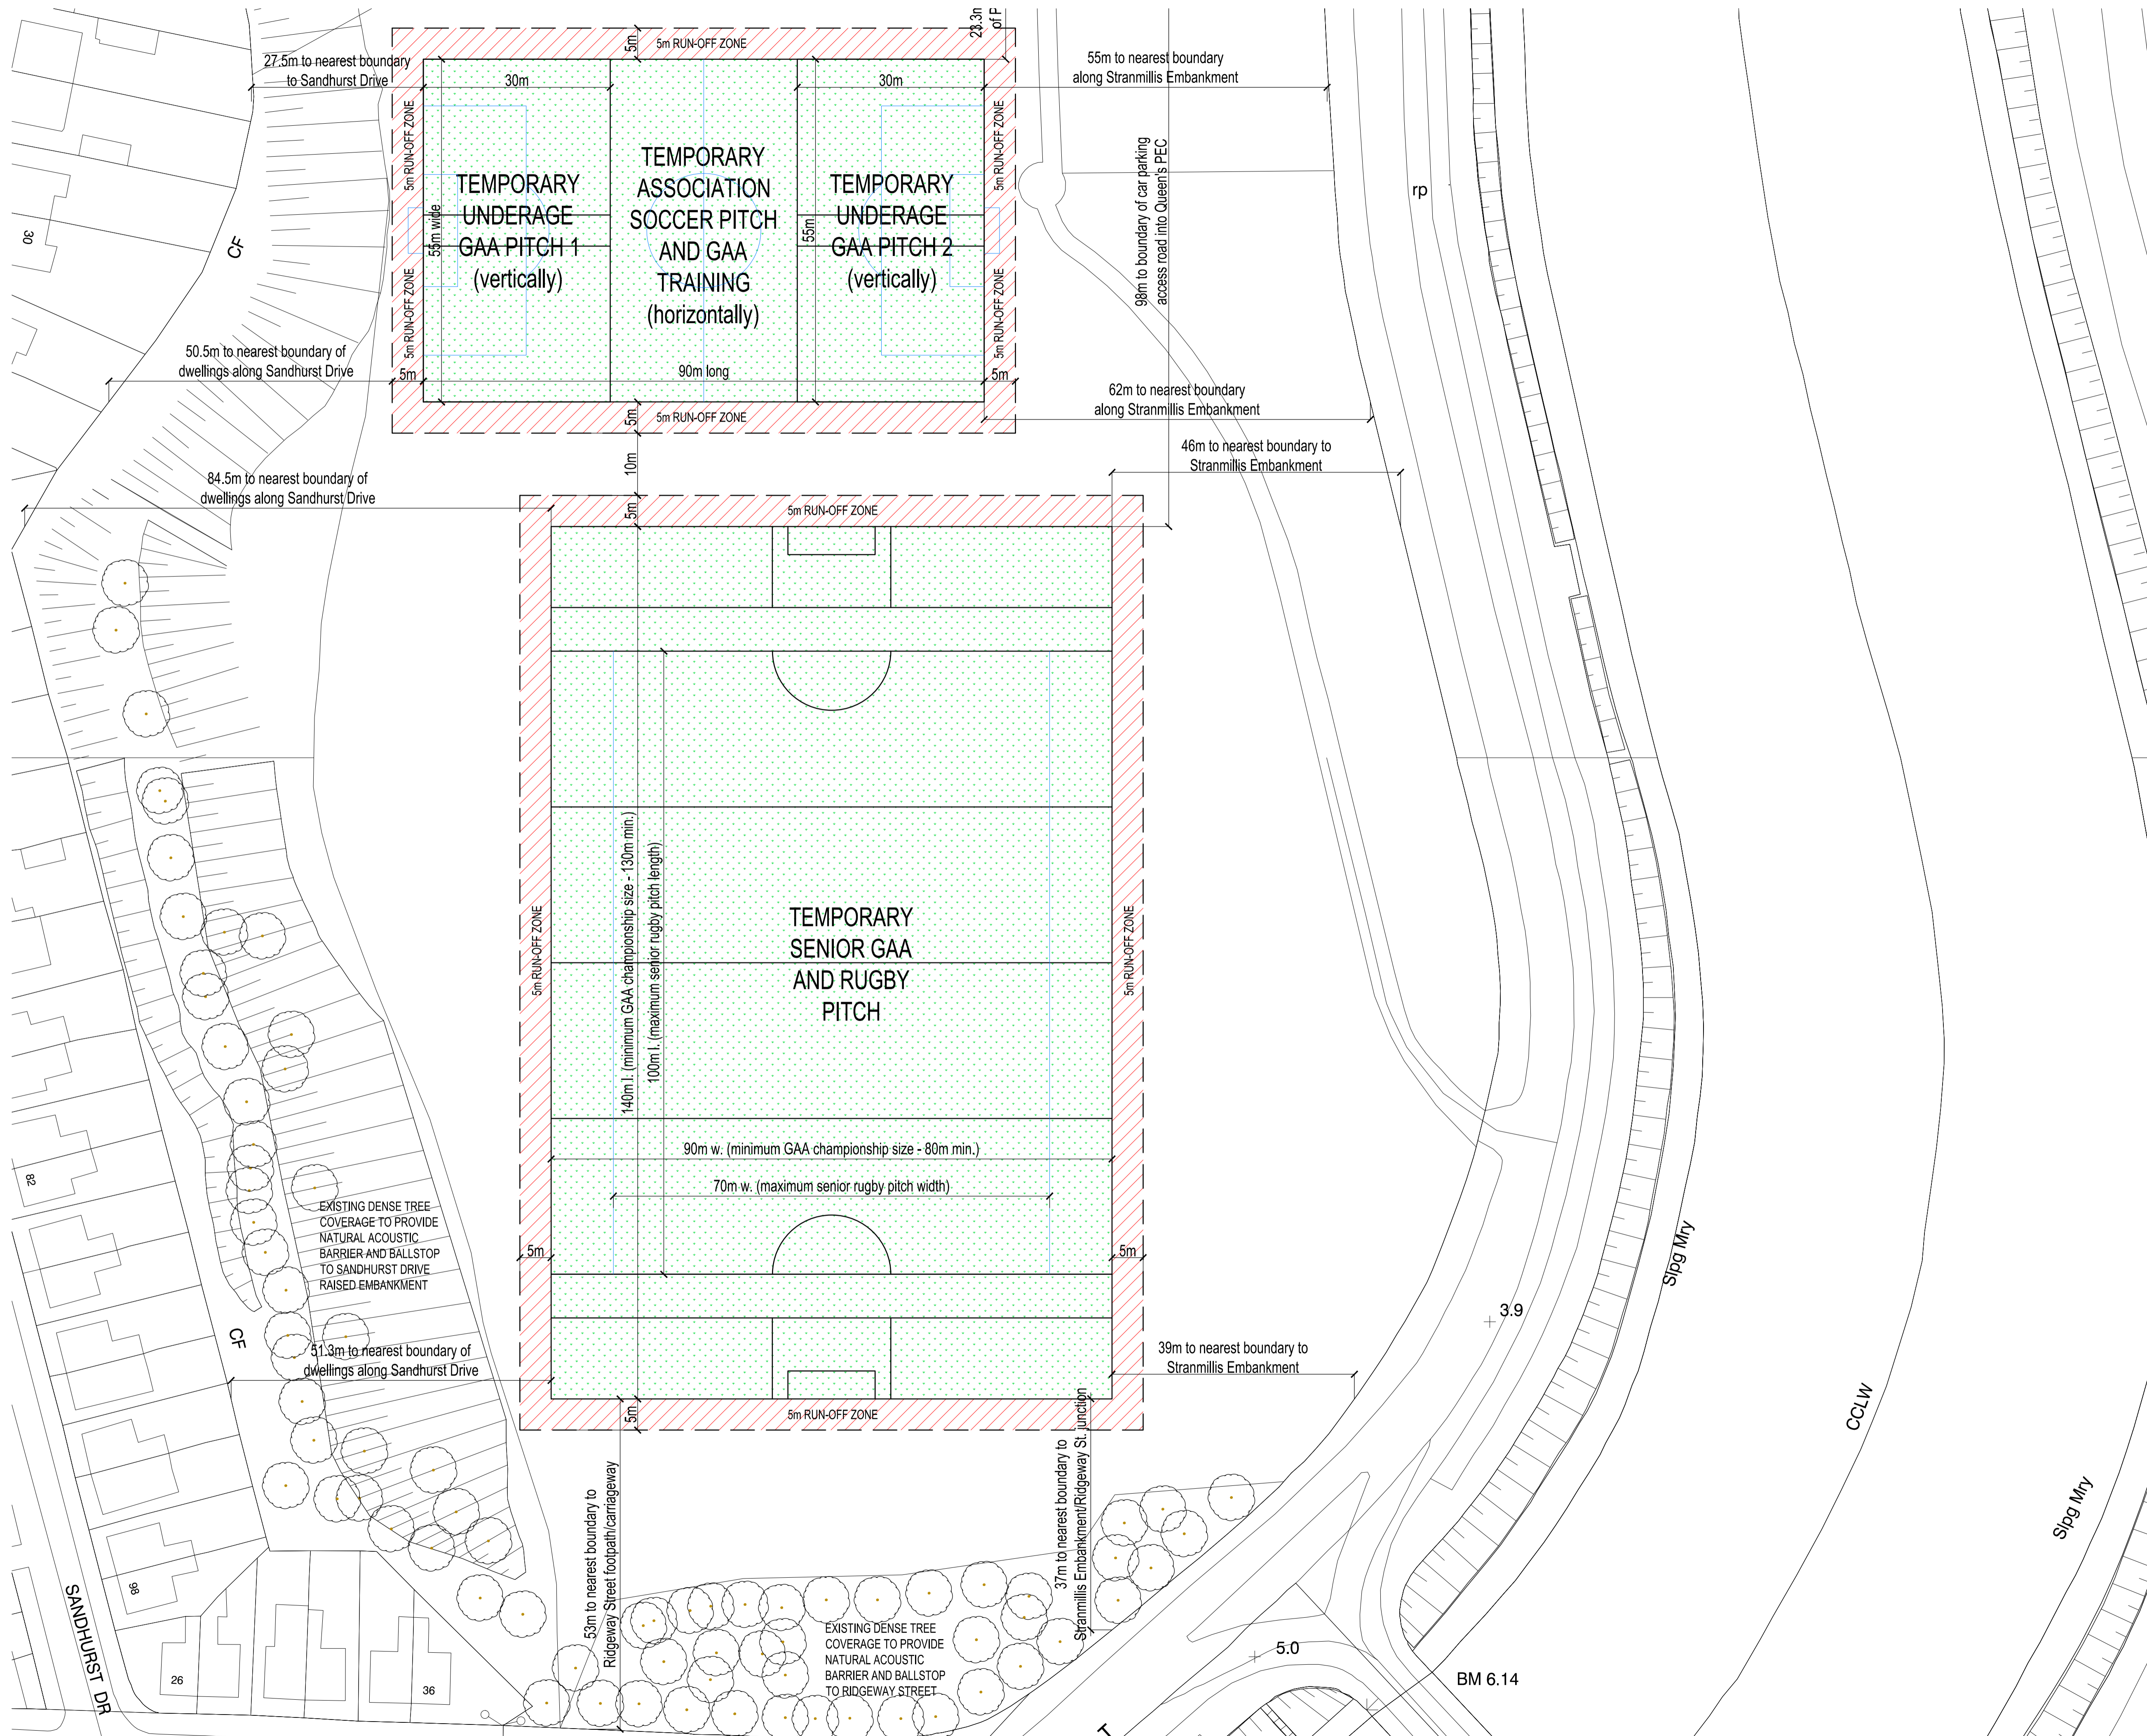 5m
5m RUN-OFF ZONE
23.3m
of P
27.5m to nearest boundary
to Sandhurst Drive
30m
30m
55m to nearest boundary
along Stranmillis Embankment
5m RUN-OFF ZONE
5m RUN-OFF ZONE
98m to boundary of car parking
access road into Queen's PEC
TEMPORARY
UNDERAGE
GAA PITCH 1
(vertically)
TEMPORARY
ASSOCIATION
SOCCER PITCH
AND GAA
TRAINING
(horizontally)
TEMPORARY
UNDERAGE
GAA PITCH 2
(vertically)
55m wide
55m
rp
30
CF
5m RUN-OFF ZONE
5m RUN-OFF ZONE
50.5m to nearest boundary of
dwellings along Sandhurst Drive
5m
90m long
5m
62m to nearest boundary
along Stranmillis Embankment
5m
5m RUN-OFF ZONE
10m
46m to nearest boundary to
Stranmillis Embankment
84.5m to nearest boundary of
dwellings along Sandhurst Drive
5m
5m RUN-OFF ZONE
140m l. (minimum GAA championship size - 130m min.)
100m l. (maximum senior rugby pitch length)
5m RUN-OFF ZONE
TEMPORARY
SENIOR GAA
AND RUGBY
PITCH
5m RUN-OFF ZONE
90m w. (minimum GAA championship size - 80m min.)
70m w. (maximum senior rugby pitch width)
82
EXISTING DENSE TREE
COVERAGE TO PROVIDE
NATURAL ACOUSTIC
BARRIER AND BALLSTOP
TO SANDHURST DRIVE
RAISED EMBANKMENT
5m
5m
Slpg Mry
3.9
CF
51.3m to nearest boundary of
dwellings along Sandhurst Drive
39m to nearest boundary to
Stranmillis Embankment
5m
5m RUN-OFF ZONE
CCLW
Slpg Mry
53m to nearest boundary to
Ridgeway Street footpath/carriageway
37m to nearest boundary to
Stranmillis Embankment/Ridgeway St. junction
98
SANDHURST DR
26
36
EXISTING DENSE TREE
COVERAGE TO PROVIDE
NATURAL ACOUSTIC
BARRIER AND BALLSTOP
TO RIDGEWAY STREET
5.0
BM 6.14
T